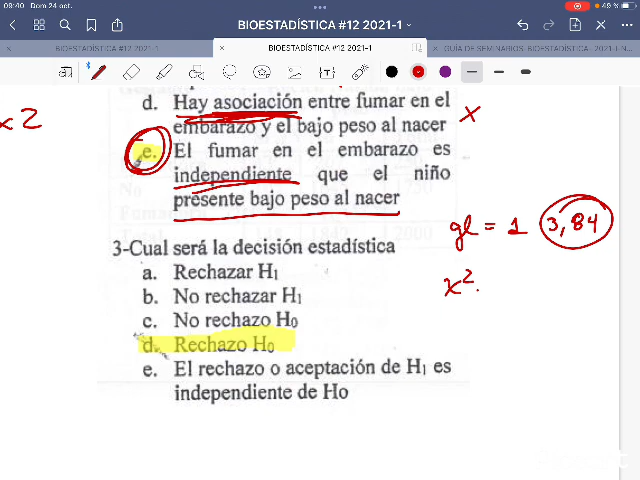 09:40 Dom 24 oct.
49 %
BIOESTADÍSTICA #12 2021-1
BIOESTADÍSTICA #12 2021-1
BIOESTADÍSTICA #12 2021-1
GUÍA DE SEMINARIOS-BIOESTADÍSTICA - 2021-I-N
x 2
d. Hay asociación entre fumar en el
embarazo y el bajo peso al nacer
x
e. El fumar en el embarazo es
independiente que el niño
presente bajo peso al nacer
gl = 1 3,84
3-Cual será la decisión estadística
a. Rechazar H1
x².
b. No rechazar H1
c. No rechazo H0
d. Rechazo H0
e. El rechazo o aceptación de H1 es
independiente de Ho